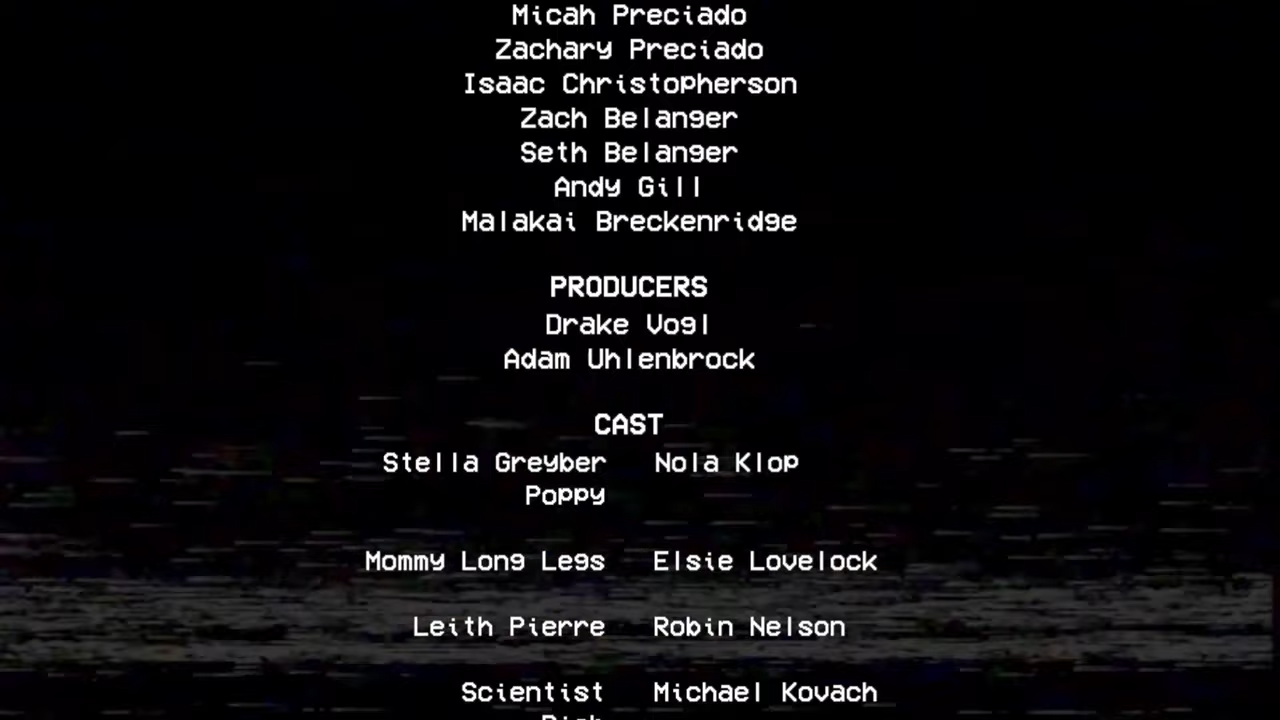 Micah Preciado
Zachary Preciado
Isaac Christopherson
Zach Belanger
Seth Belanger
Andy Gill
Malakai Breckenridge
PRODUCERS
Drake Vogl
Adam Uhlenbrock
CAST
Stella Greyber Nola Klop
Poppy
Mommy Long Legs Elsie Lovelock
Leith Pierre Robin Nelson
Scientist Michael Kovach